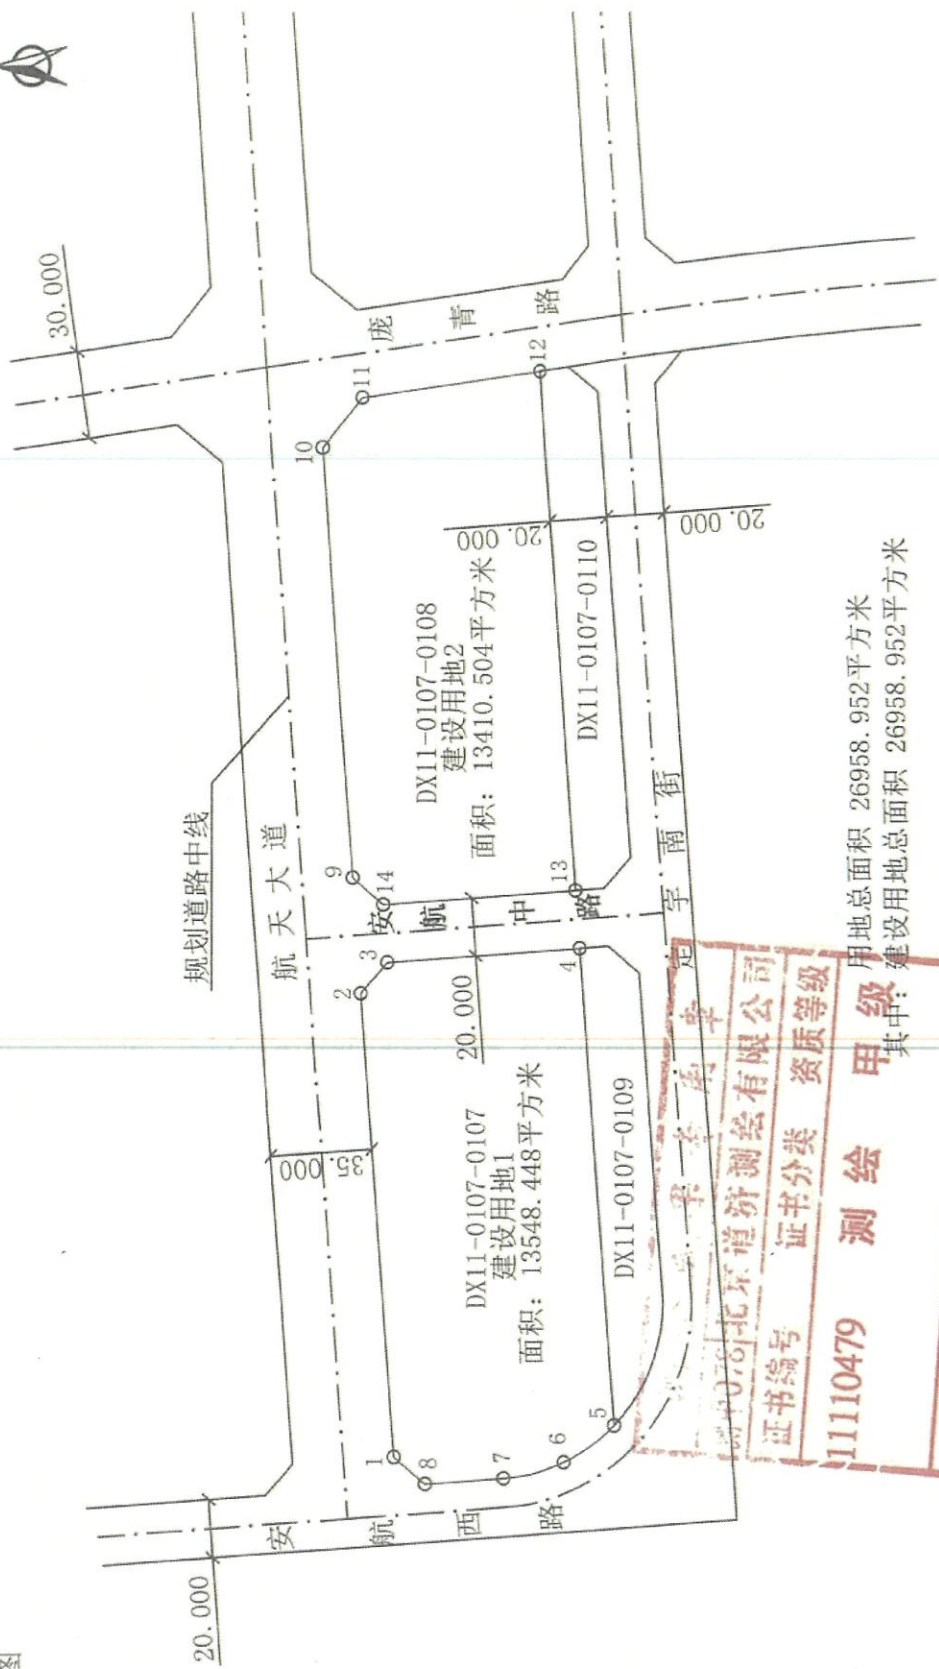 30.000
规划道路中线
航天大道
庞青路
10
11
12
9
14
13
2
3
4
1
8
7
6
5
安航中路
安航西路
定宇南街
20.000
35.000
20.000
20.000
20.000
DX11-0107-0108
建设用地2
面积: 13410.504平方米
DX11-0107-0110
DX11-0107-0107
建设用地1
面积: 13548.448平方米
DX11-0107-0109
用地总面积 26958.952平方米
其中: 建设用地总面积 26958.952平方米
北京道济测绘有限公司
证书编号 证书分类 资质等级
11110479 测绘 甲级
图